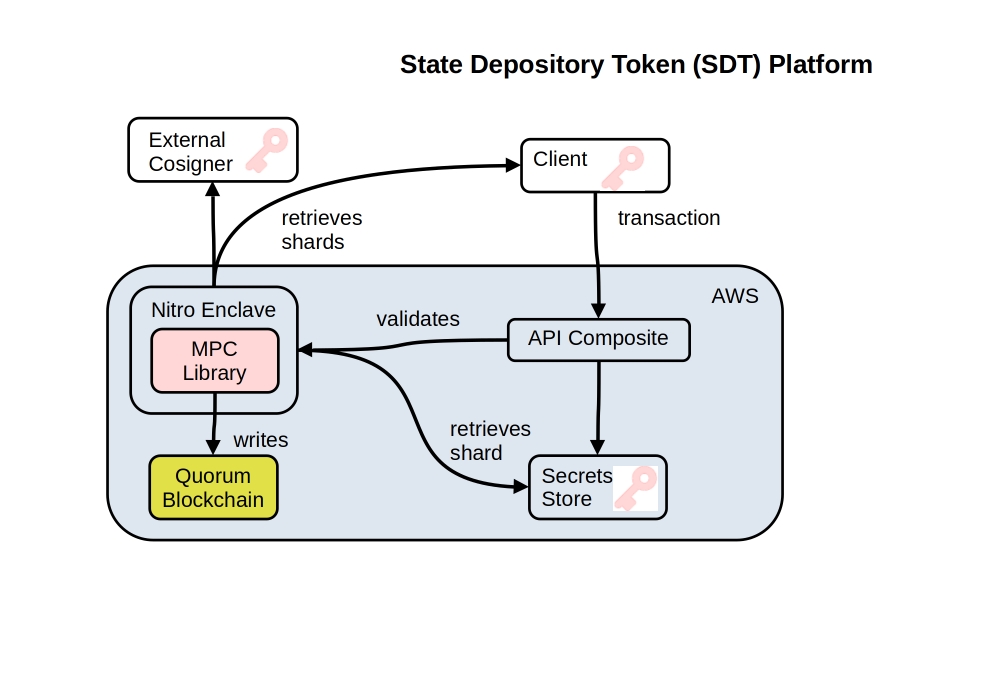 State Depository Token (SDT) Platform
External
Cosigner
Client
retrieves
shards
transaction
AWS
Nitro Enclave
validates
API Composite
MPC
Library
retrieves
shard
writes
Quorum
Blockchain
Secrets
Store